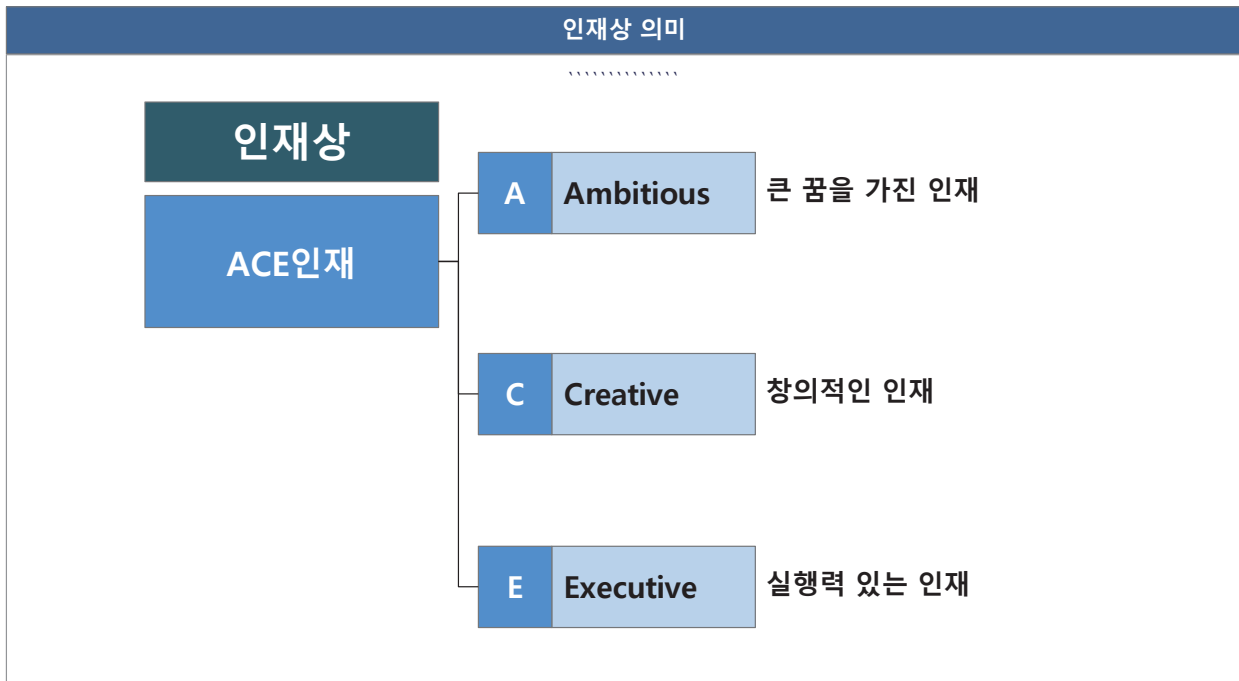 인재상 의미
、、、、、、、、、、、、、、
인재상
ACE인재
A Ambitious 큰 꿈을 가진 인재
C Creative 창의적인 인재
E Executive 실행력 있는 인재